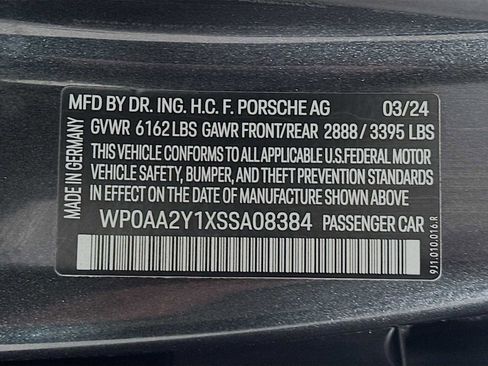 MFD BY DR. ING. H.C. F. PORSCHE AG 03/24
GVWR 6162 LBS GAWR FRONT/REAR 2888/3395 LBS
THIS VEHICLE CONFORMS TO ALL APPLICABLE U.S.FEDERAL MOTOR
VEHICLE SAFETY, BUMPER, AND THEFT PREVENTION STANDARDS
IN EFFECT ON THE DATE OF MANUFACTURE SHOWN ABOVE
WP0AA2Y1XSSA08384 PASSENGER CAR
MADE IN GERMANY
9J1.010.016.R